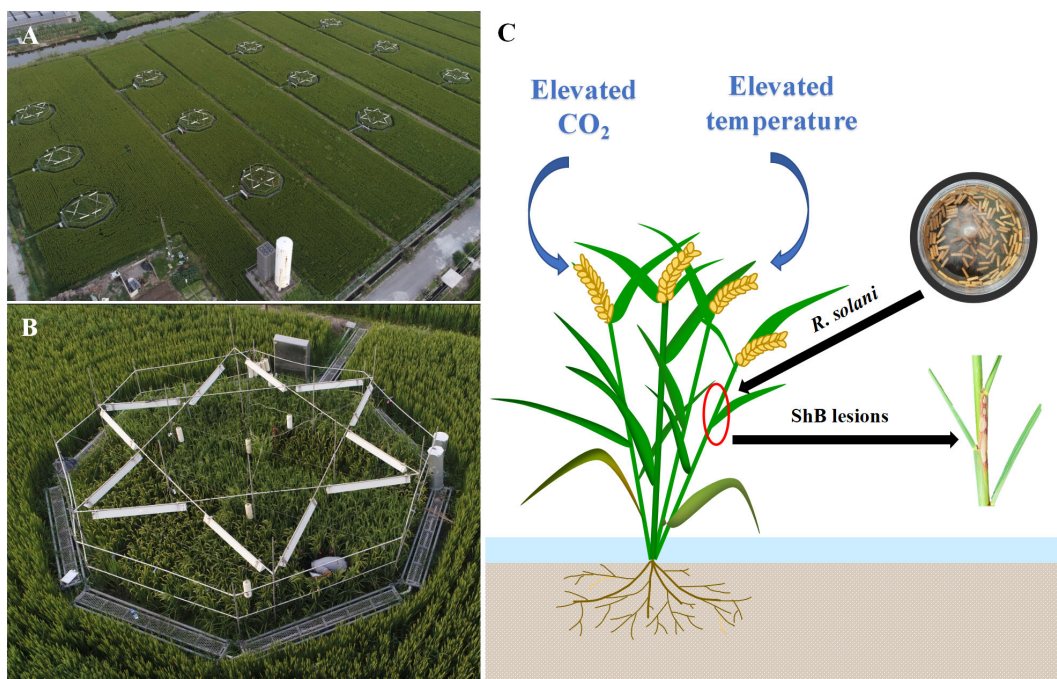 A
B
C
Elevated
CO₂
Elevated
temperature
R. solani
ShB lesions